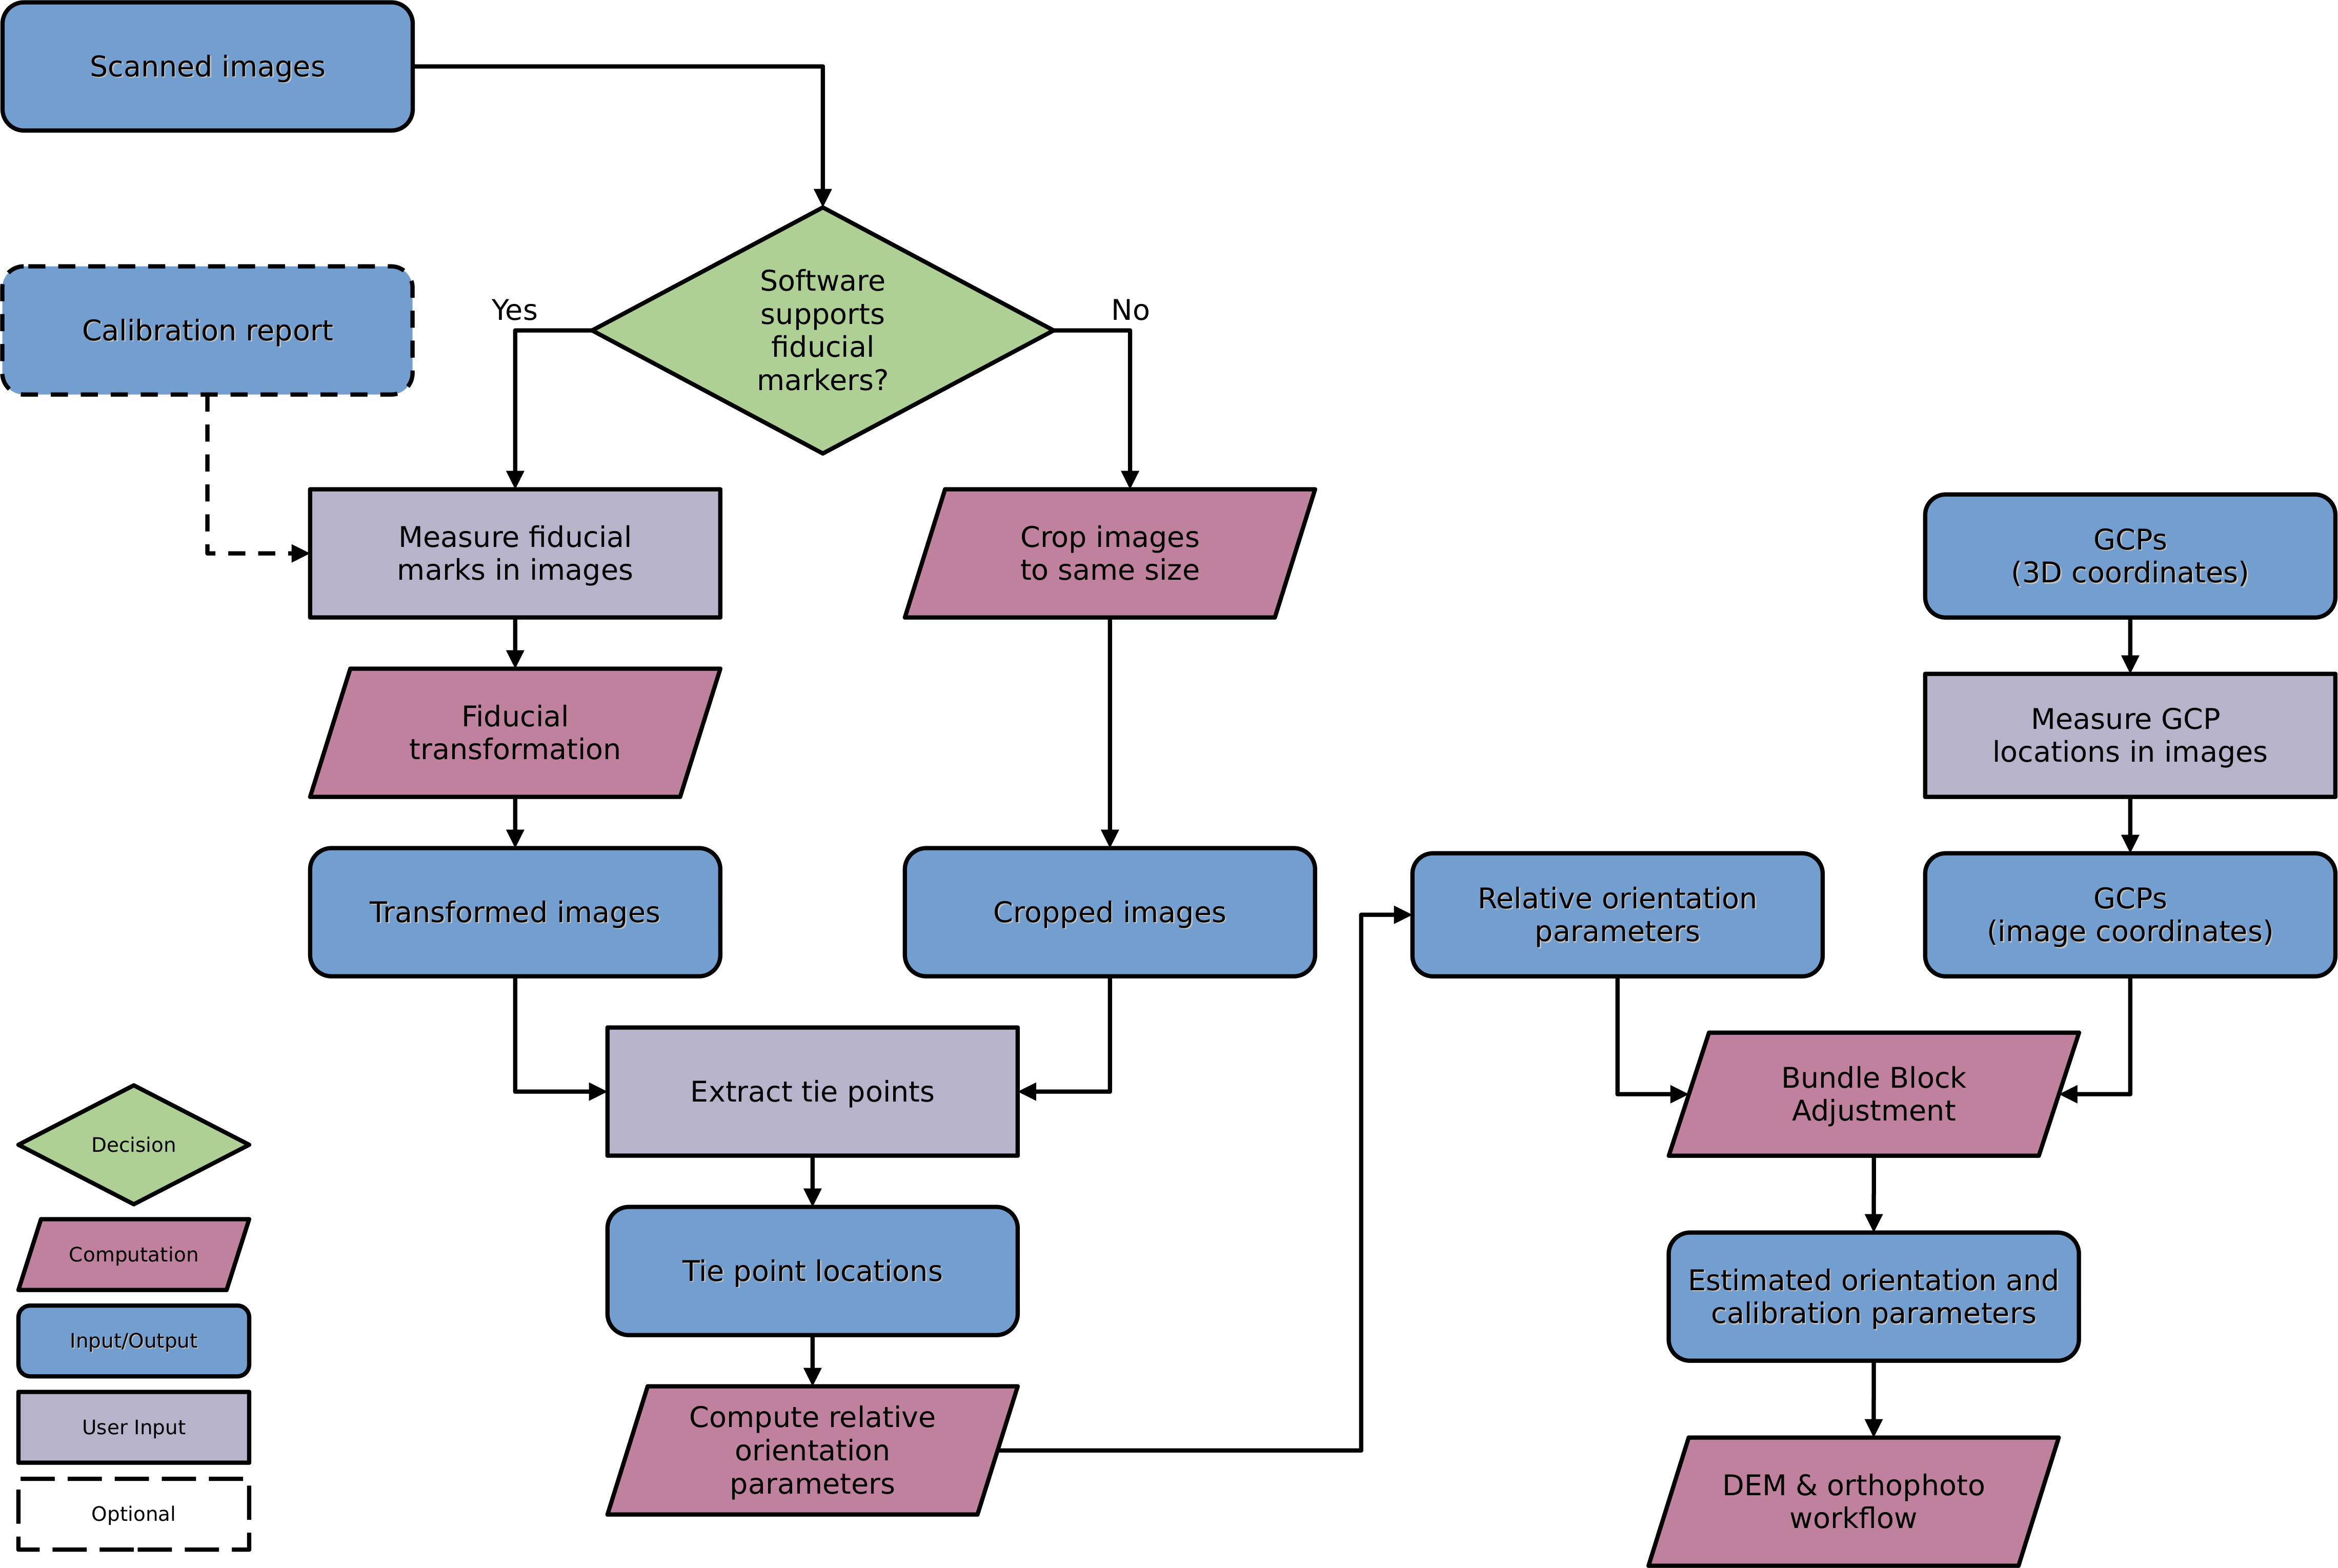 Scanned images
Software
supports
fiducial
markers?
Yes
No
Calibration report
Measure fiducial
marks in images
Crop images
to same size
Fiducial
transformation
Transformed images
Cropped images
Extract tie points
Tie point locations
Compute relative
orientation
parameters
Relative orientation
parameters
GCPs
(3D coordinates)
Measure GCP
locations in images
GCPs
(image coordinates)
Bundle Block
Adjustment
Estimated orientation and
calibration parameters
DEM & orthophoto
workflow
Decision
Computation
Input/Output
User Input
Optional